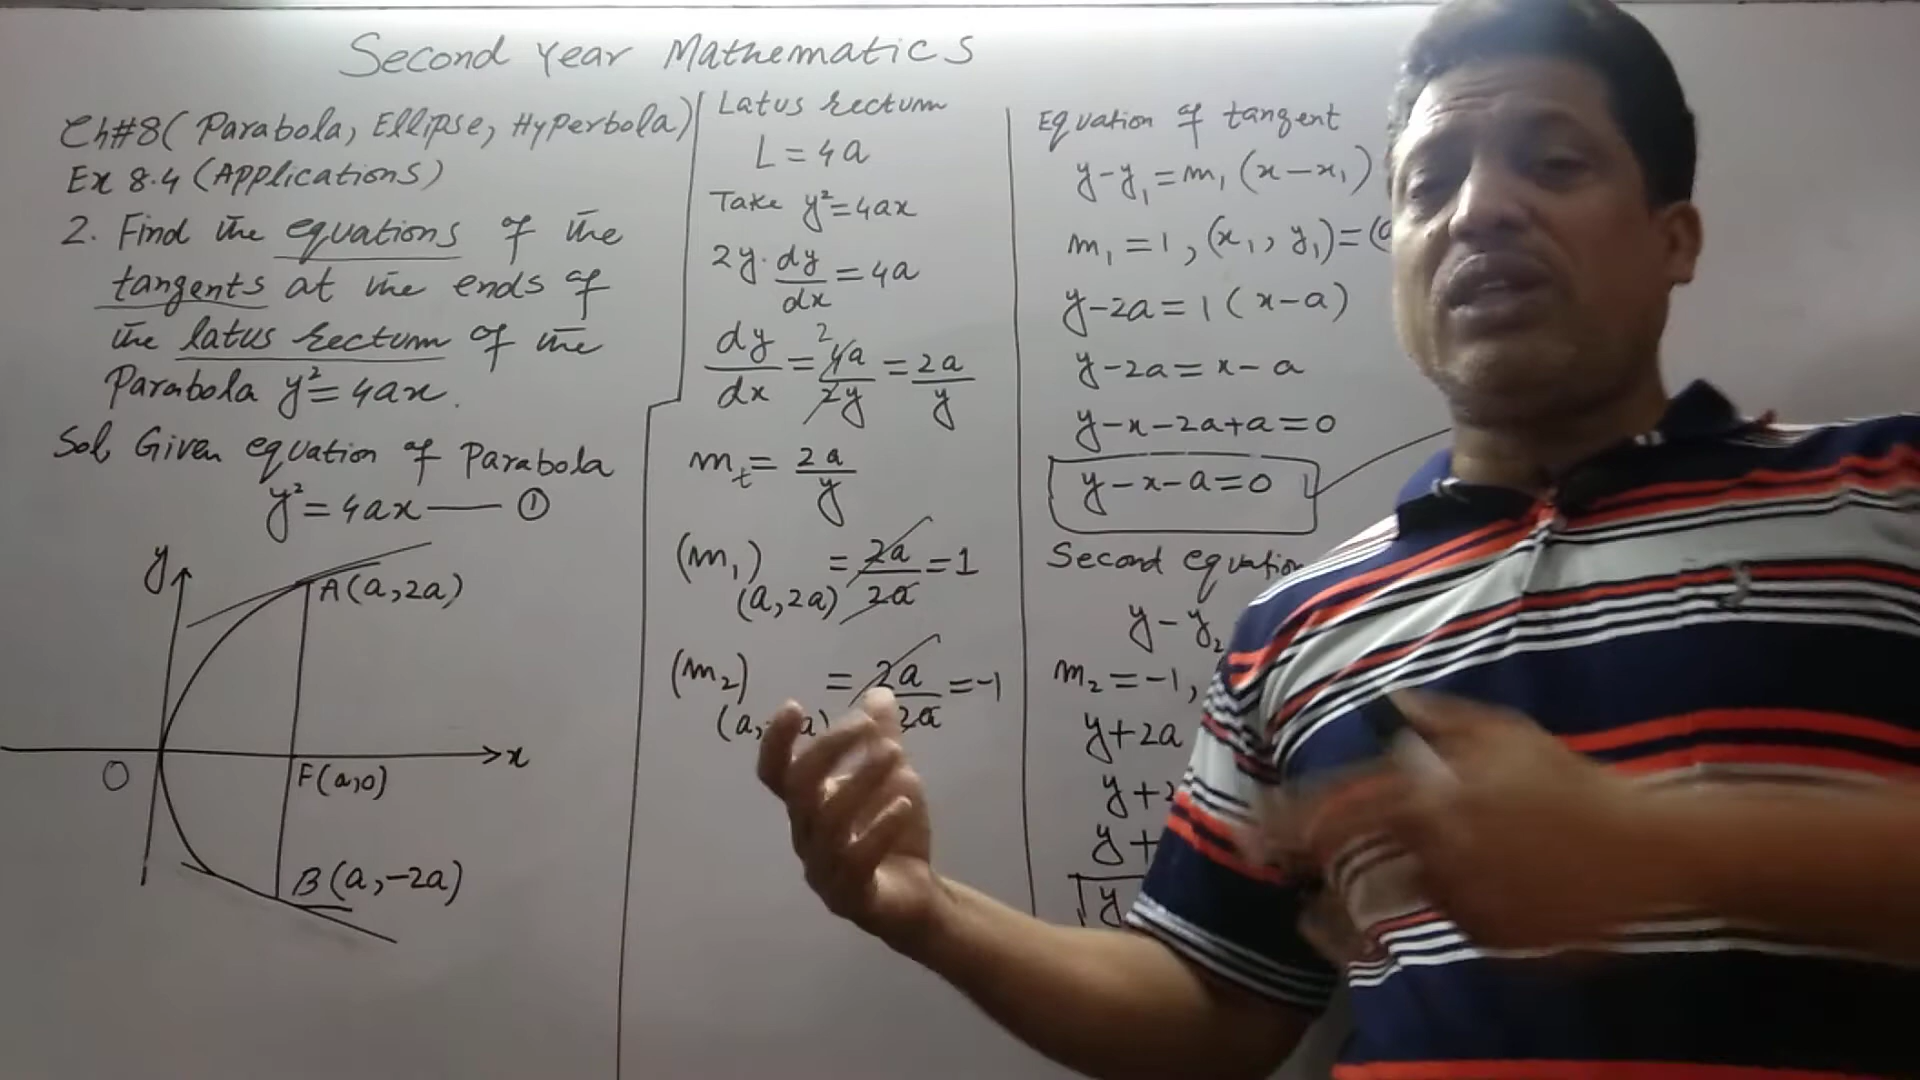 Second Year Mathematics
Ch#8( Parabola, Ellipse, Hyperbola)
Ex 8.4 (Applications)
2. Find the equations of the
tangents at the ends of
the latus rectum of the
Parabola y²=4ax.
Sol, Given equation of Parabola
y²=4ax—①
y
A(a,2a)
x
O
F(a,0)
B(a,-2a)
Latus rectum
L=4a
Take y²=4ax
2y.dy/dx=4a
dy/dx=4a/2y=2a/y
2
m_t=2a/y
(m₁)(a,2a)=2a/2a=1
(m₂)(a, a)=2a/2a=-1
Equation of tangent
y-y₁=m₁(x-x₁)
m₁=1,(x₁,y₁)=(
y-2a=1(x-a)
y-2a=x-a
y-x-2a+a=0
y-x-a=0
Second equation
y-y₂
m₂=-1,
y+2a
y+2
y+
y